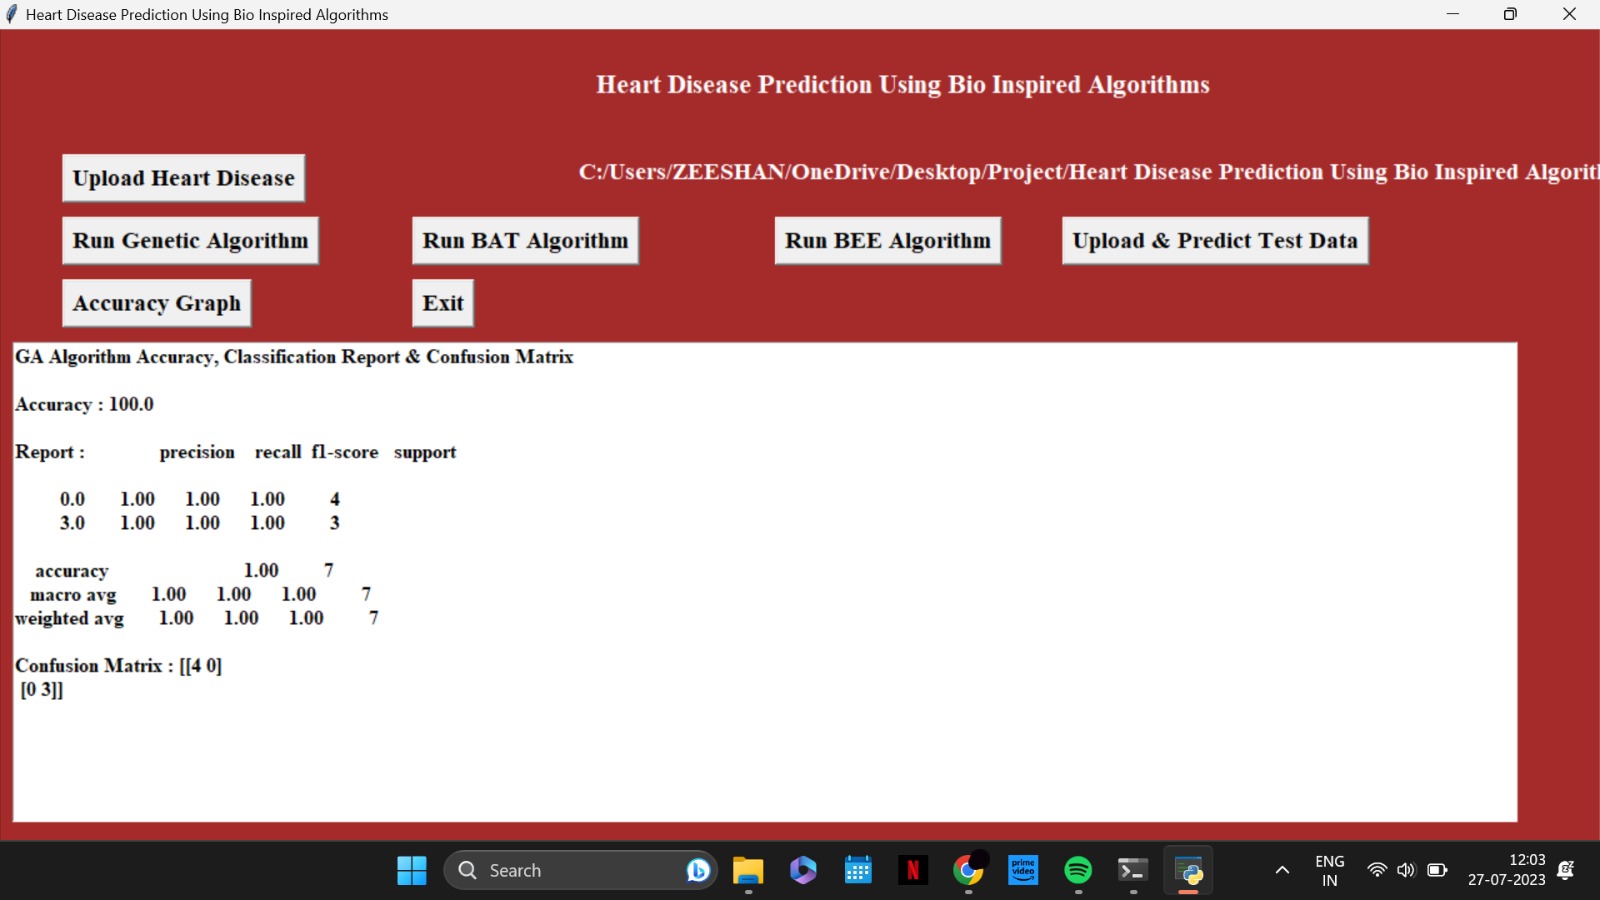 Heart Disease Prediction Using Bio Inspired Algorithms
Heart Disease Prediction Using Bio Inspired Algorithms
Upload Heart Disease
C:/Users/ZEESHAN/OneDrive/Desktop/Project/Heart Disease Prediction Using Bio Inspired
Run Genetic Algorithm
Run BAT Algorithm
Run BEE Algorithm
Upload & Predict Test Data
Accuracy Graph
Exit
GA Algorithm Accuracy, Classification Report & Confusion Matrix
Accuracy : 100.0
Report : precision recall f1-score support
0.0 1.00 1.00 1.00 4
3.0 1.00 1.00 1.00 3
accuracy 1.00 7
macro avg 1.00 1.00 1.00 7
weighted avg 1.00 1.00 1.00 7
Confusion Matrix : [[4 0]
[0 3]]
Search
N
prime video
ENG
IN
12:03
27-07-2023